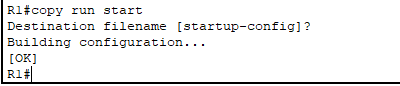 R1#copy run start
Destination filename [startup-config]?
Building configuration...
[OK]
R1#